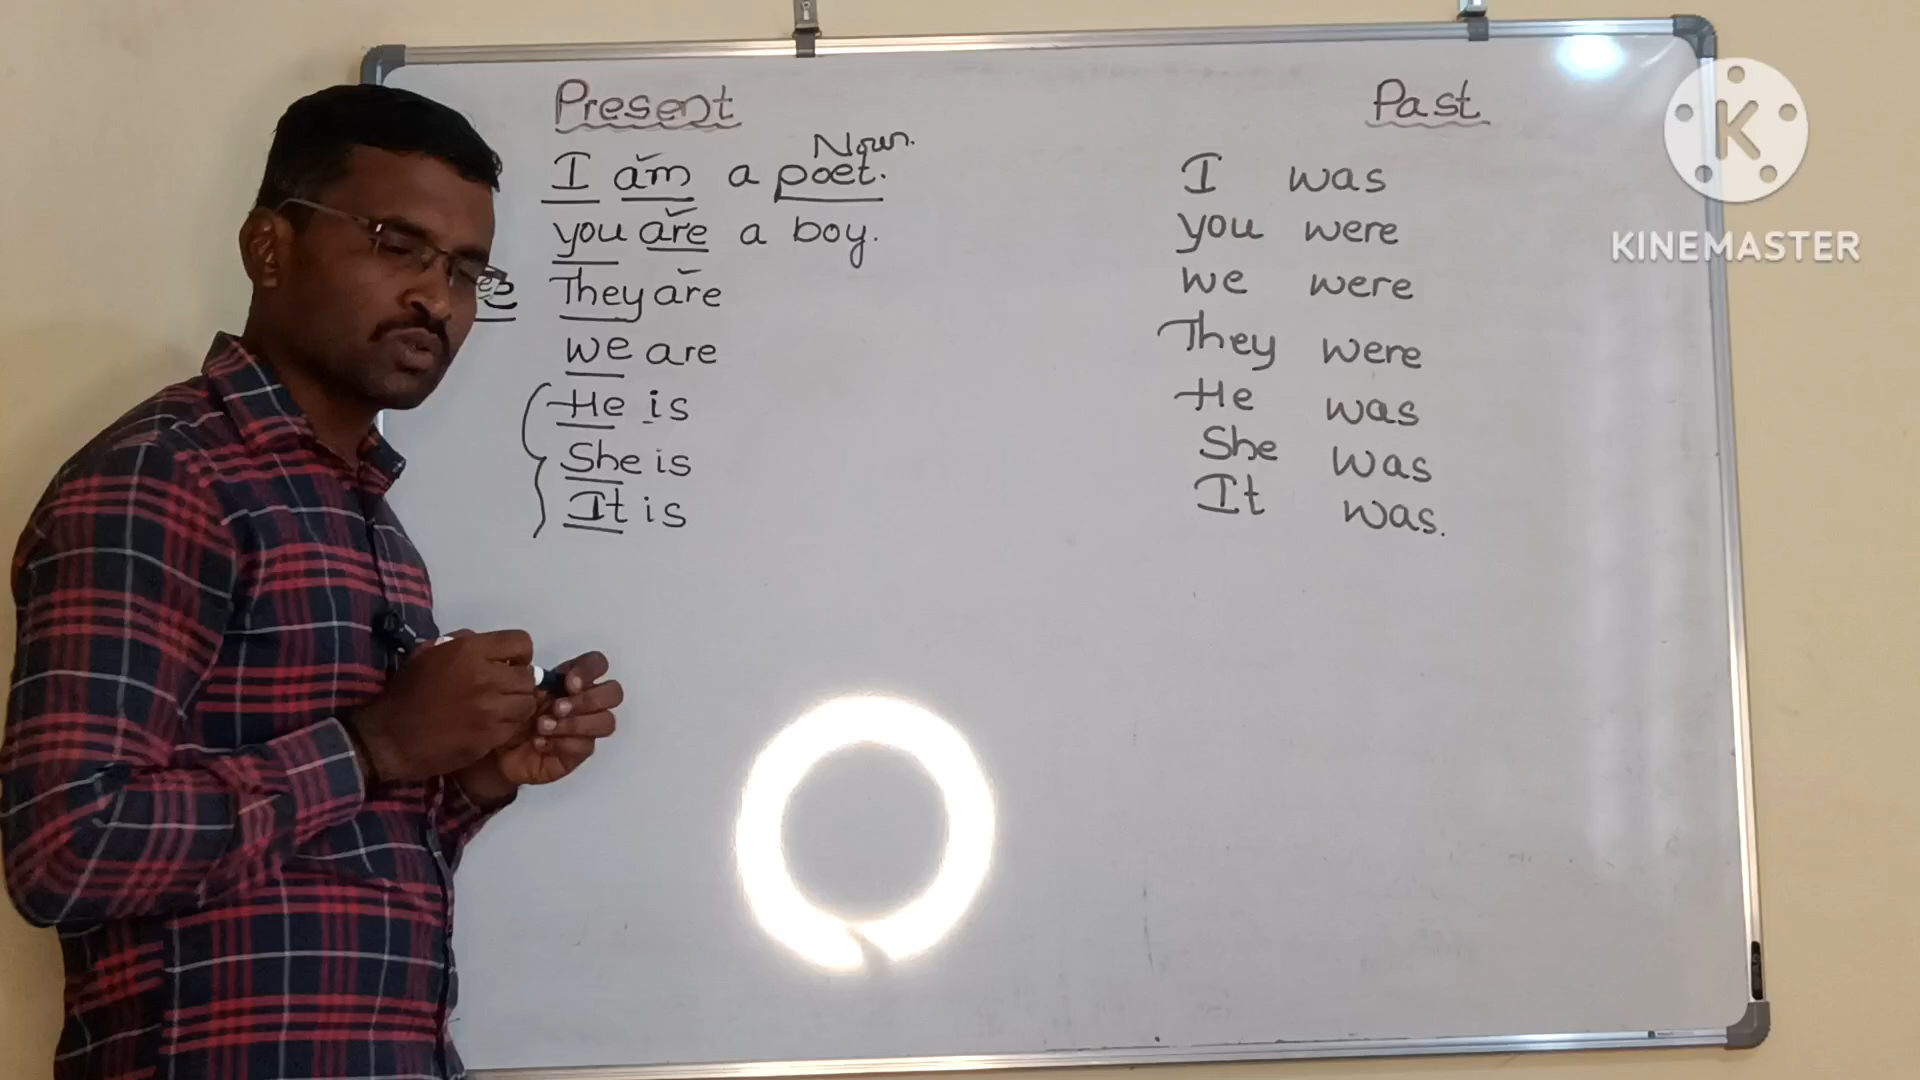 Present
Noun.
I am a poet.
you are a boy.
They are
we are
He is
She is
It is
Past
I was
you were
we were
They were
He was
She was
It was.
K
KINEMASTER